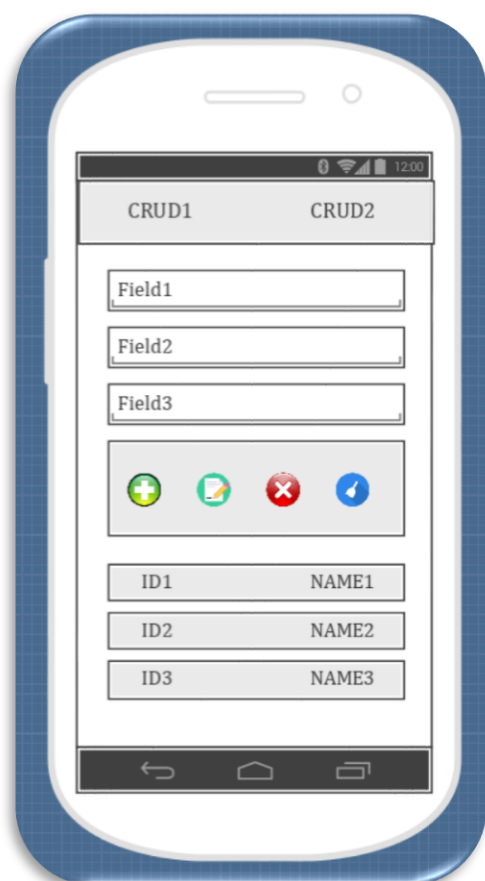 12:00
CRUD1 CRUD2
Field1
Field2
Field3
ID1 NAME1
ID2 NAME2
ID3 NAME3